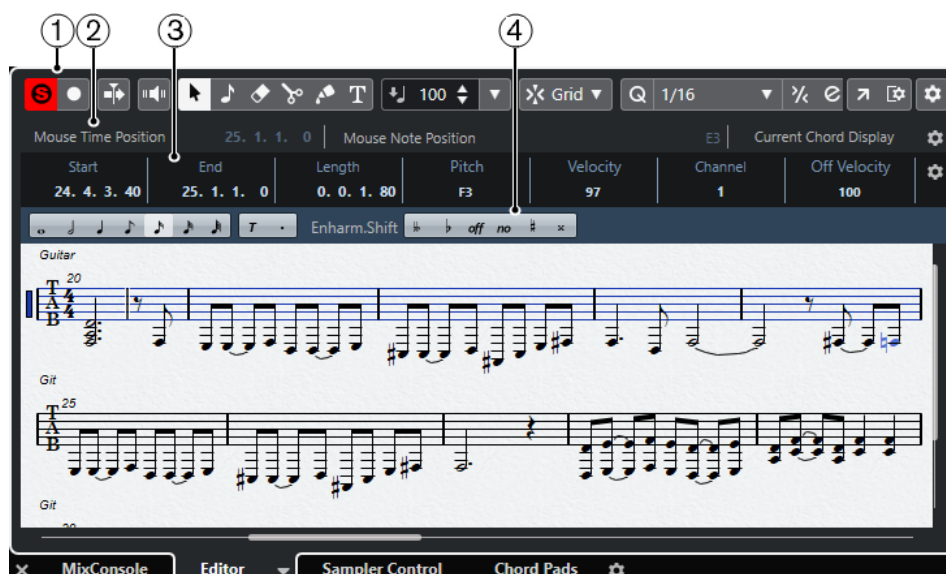 1 2 3 4
S 100 T Grid Q 1/16
Mouse Time Position 25. 1. 1. 0 Mouse Note Position E3 Current Chord Display
Start End Length Pitch Velocity Channel Off Velocity
24. 4. 3. 40 25. 1. 1. 0 0. 0. 1. 80 F3 97 1 100
T . Enharm.Shift off no
Guitar
20
T A B 4 4
Git
25
T A B
Git
MixConsole Editor Sampler Control Chord Pads